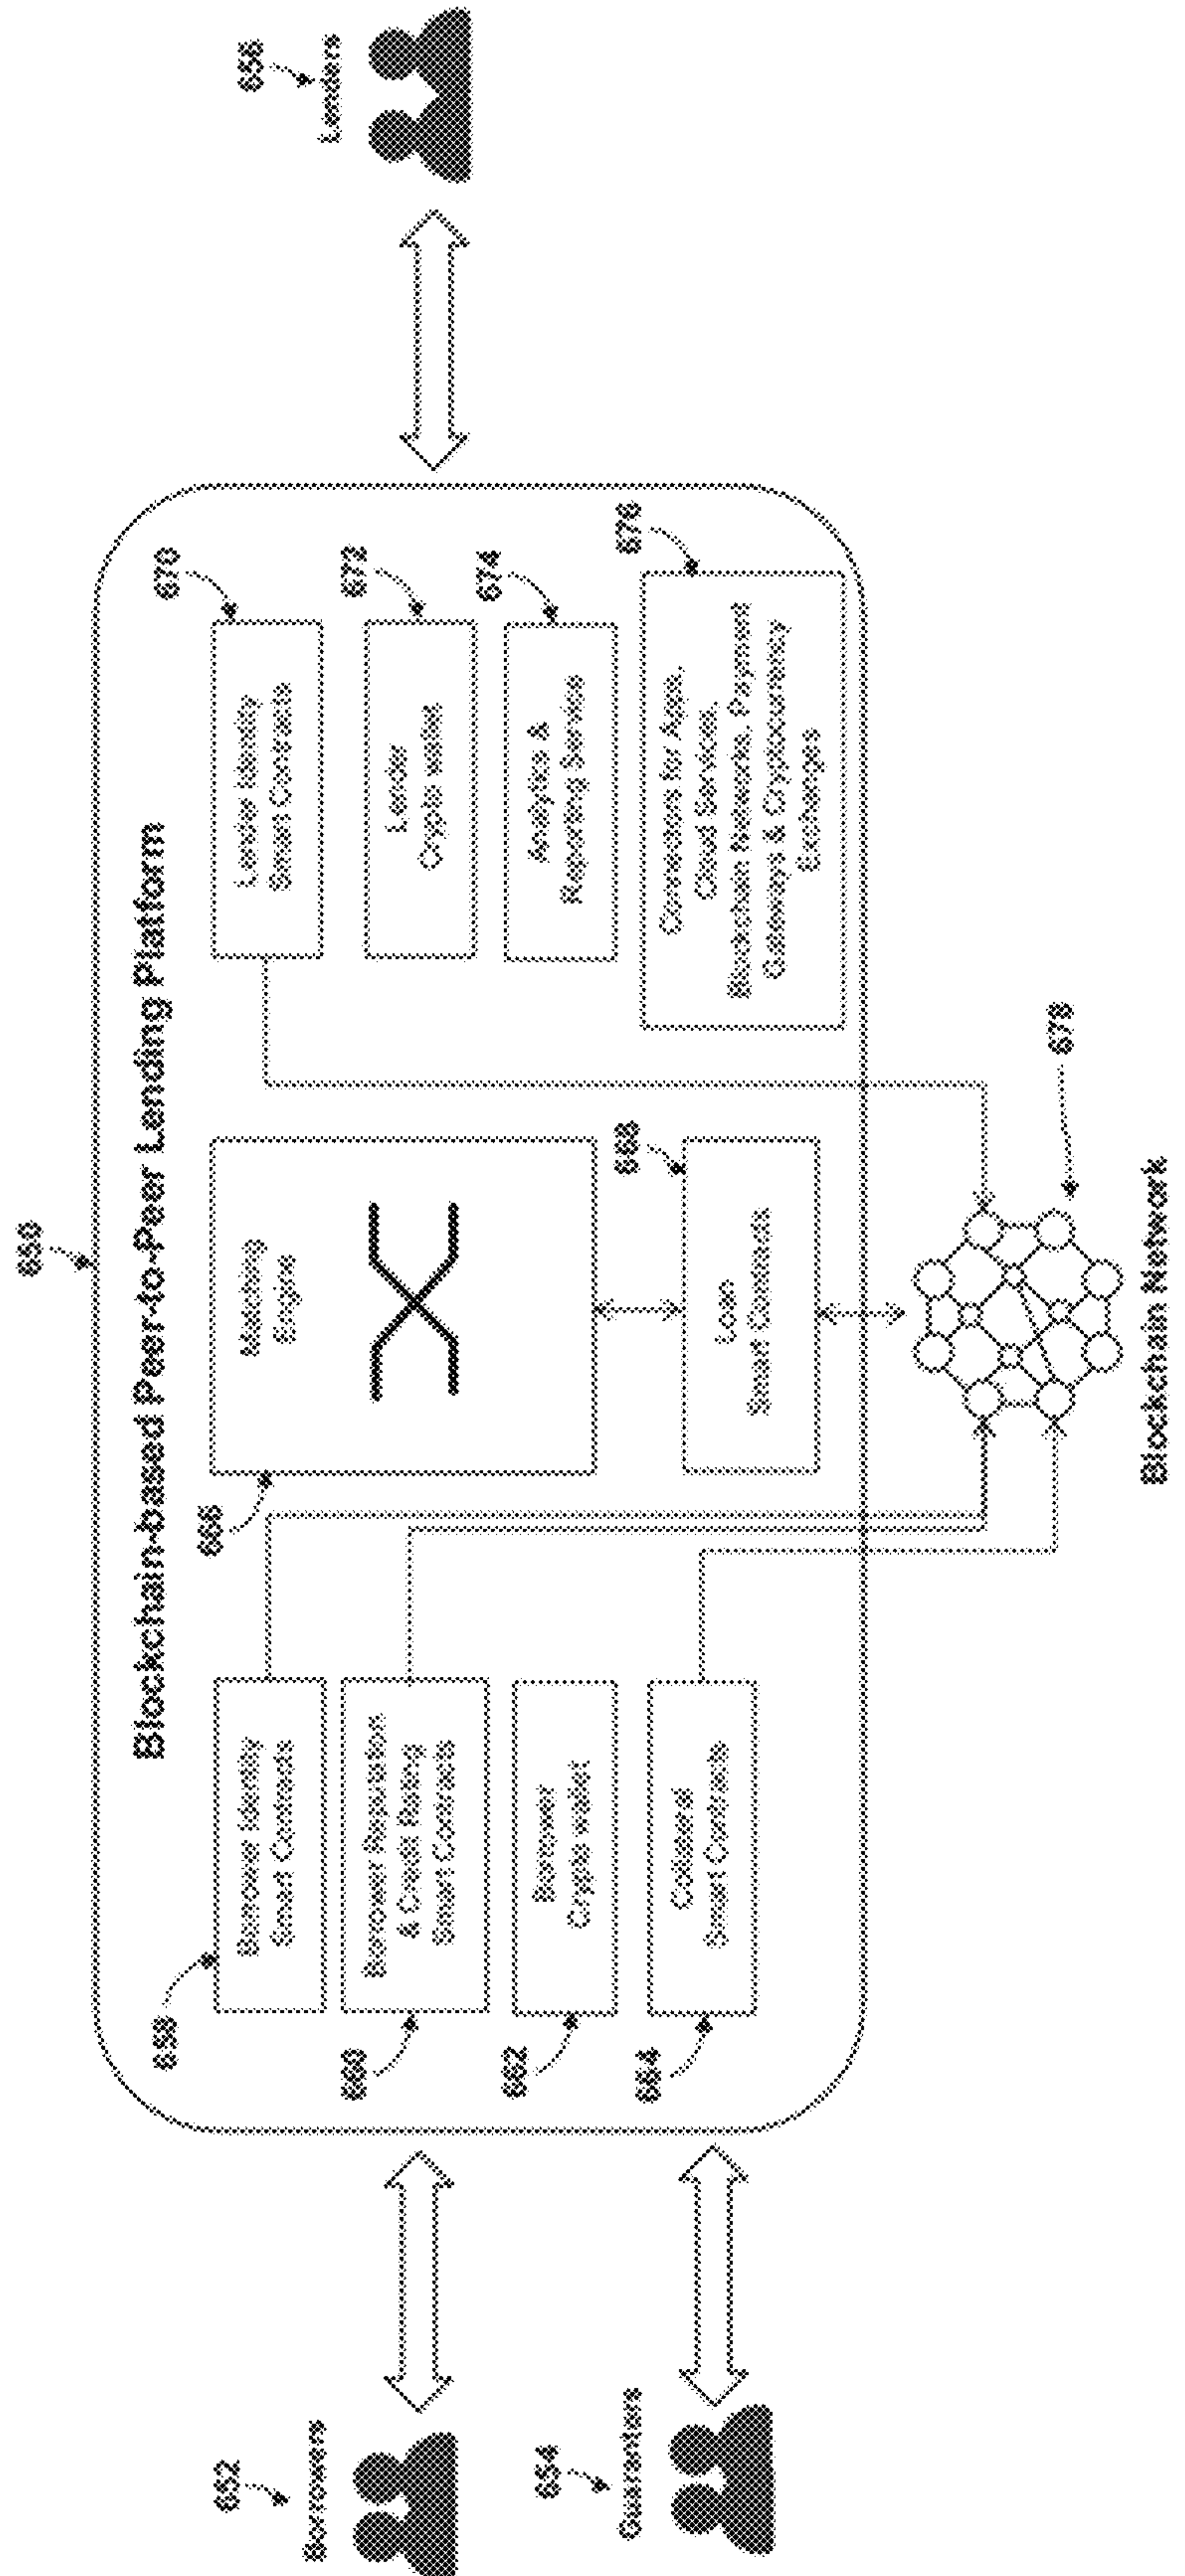 650
Blockchain-based Peer-to-Peer Lending Platform
652
Borrowers
654
Guarantors
658
Borrower Identity
Smart Contracts
660
Borrower Reputation
& Credit Rating
Smart Contracts
662
Borrower
Crypto wallet
664
Collateral
Smart Contracts
666
Matching
Engine
668
Loan
Smart Contracts
670
Lender Identity
Smart Contracts
672
Lender
Crypto wallet
674
Analytics &
Reporting Service
676
Connectors for Apps,
Cloud Services,
Blockchain Networks, Payment
Gateways & Cryptocurrency
Exchanges
656
Lenders
678
Blockchain Network